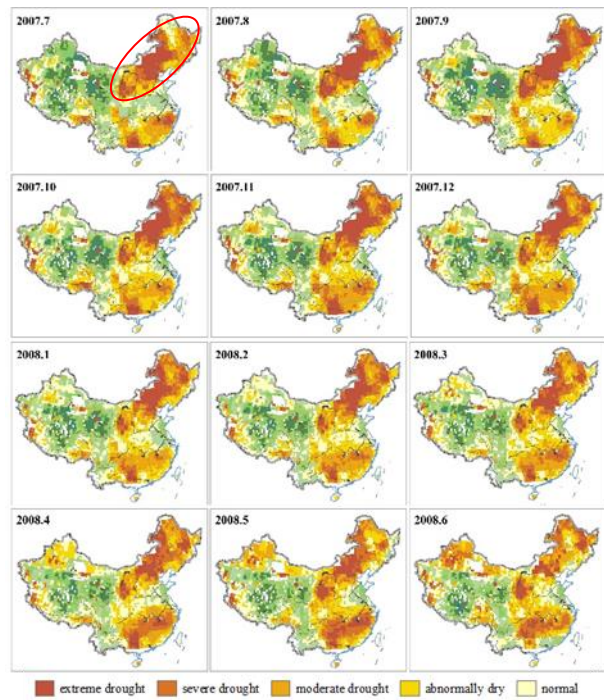 2007.7
2007.8
2007.9
2007.10
2007.11
2007.12
2008.1
2008.2
2008.3
2008.4
2008.5
2008.6
extreme drought
severe drought
moderate drought
abnormally dry
normal